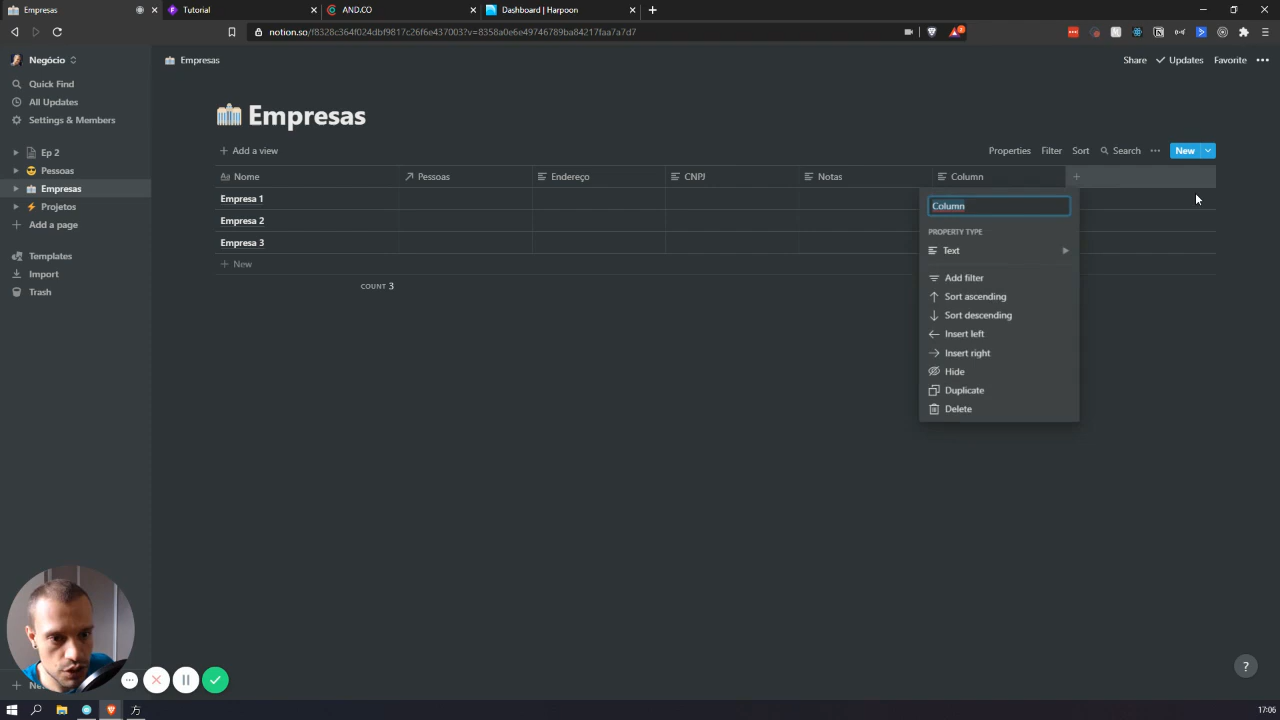 Empresas
Tutorial
AND.CO
Dashboard | Harpoon
notion.so/f8328c364f024dbf9817c26f6e437003?v=8358a0e6e49746789ba84217faa7a7d7
Negócio
Empresas
Share
Updates
Favorite
Quick Find
All Updates
Settings & Members
Ep 2
Pessoas
Empresas
Projetos
Add a page
Templates
Import
Trash
Empresas
Add a view
Properties
Filter
Sort
Search
New
Aa Nome
Pessoas
Endereço
CNPJ
Notas
Column
Empresa 1
Empresa 2
Empresa 3
New
COUNT 3
Column
PROPERTY TYPE
Text
Add filter
Sort ascending
Sort descending
Insert left
Insert right
Hide
Duplicate
Delete
?
17:06